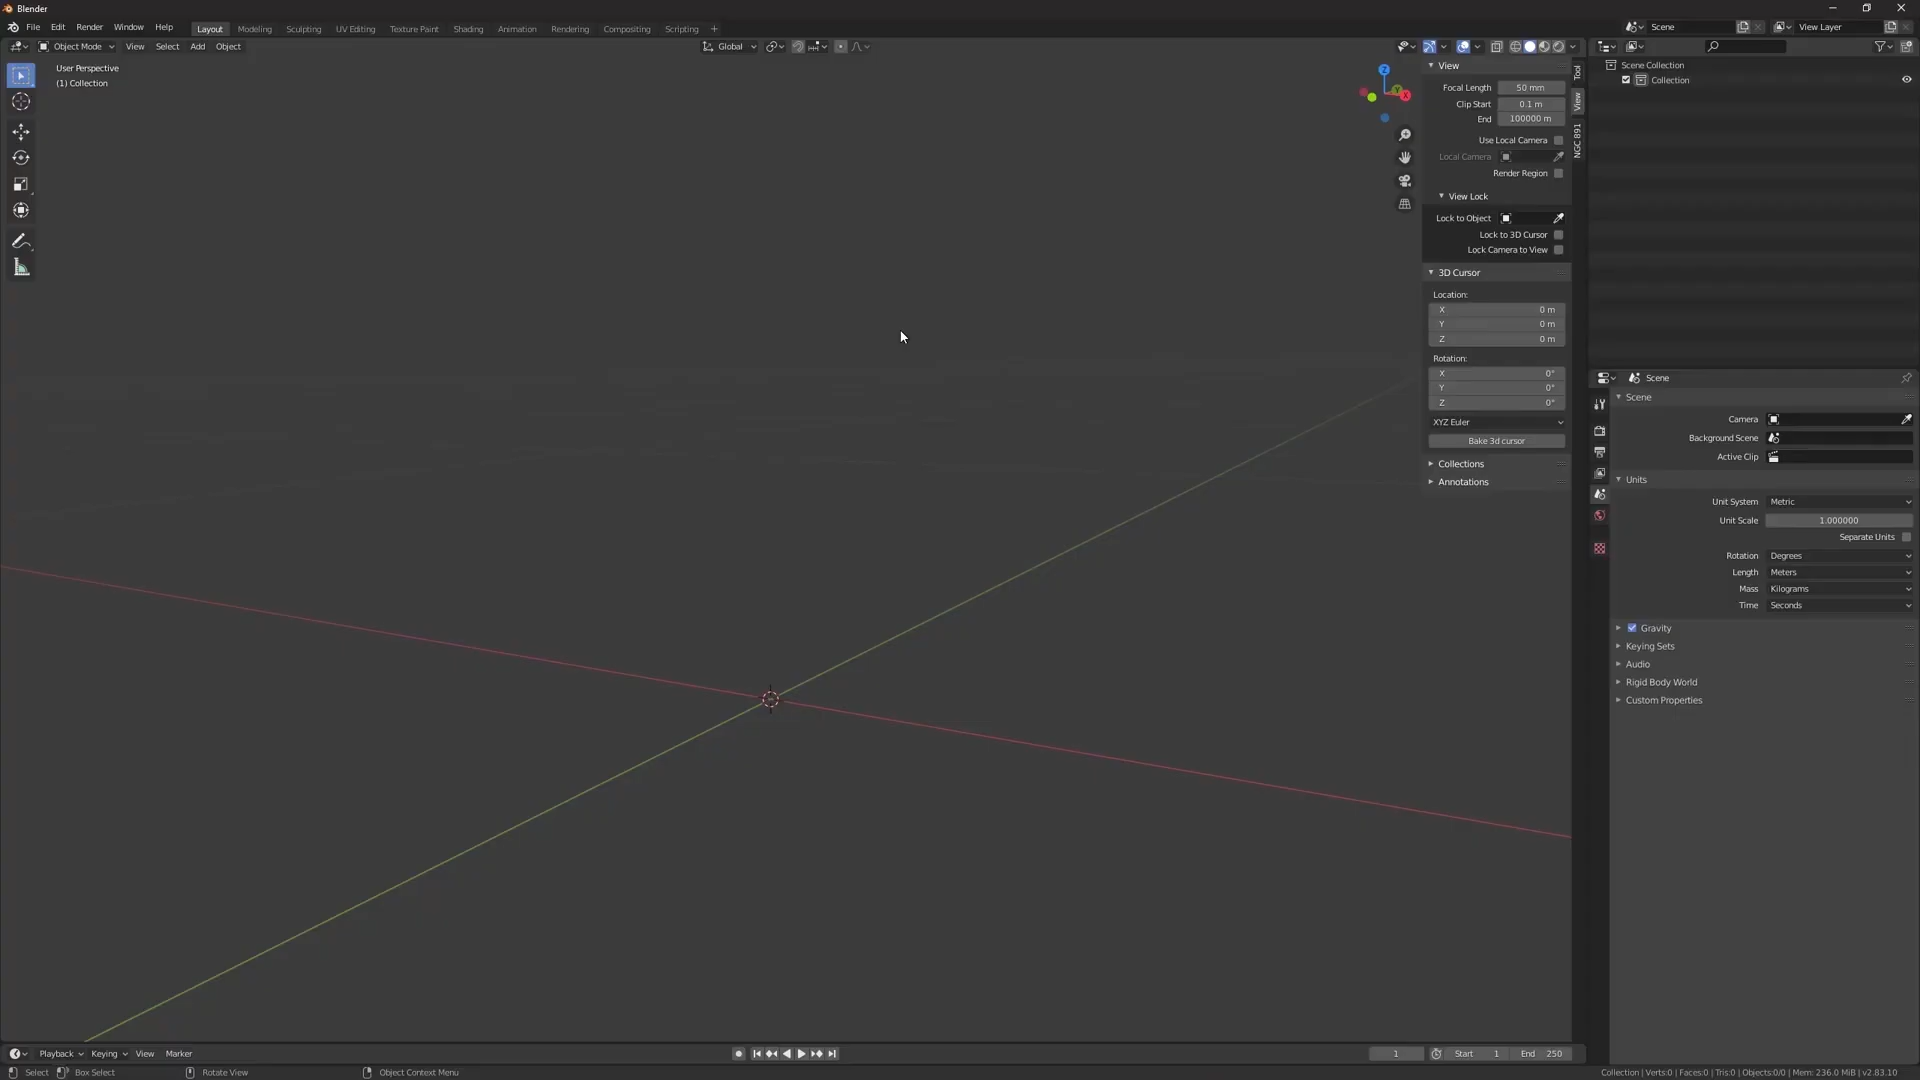 Blender
File Edit Render Window Help
Layout Modeling Sculpting UV Editing Texture Paint Shading Animation Rendering Compositing Scripting +
Scene
View Layer
Object Mode View Select Add Object
Global
User Perspective
(1) Collection
Z
Y
X
View
Focal Length 50 mm
Clip Start 0.1 m
End 100000 m
Use Local Camera
Local Camera
Render Region
View Lock
Lock to Object
Lock to 3D Cursor
Lock Camera to View
3D Cursor
Location:
X 0 m
Y 0 m
Z 0 m
Rotation:
X 0°
Y 0°
Z 0°
XYZ Euler
Bake 3d cursor
Collections
Annotations
Tool
View
NGC 891
Scene Collection
Collection
Scene
Scene
Camera
Background Scene
Active Clip
Units
Unit System Metric
Unit Scale 1.000000
Separate Units
Rotation Degrees
Length Meters
Mass Kilograms
Time Seconds
Gravity
Keying Sets
Audio
Rigid Body World
Custom Properties
Playback Keying View Marker
1
Start 1
End 250
Select Box Select Rotate View Object Context Menu
Collection | Verts:0 | Faces:0 | Tris:0 | Objects:0/0 | Mem: 236.0 MiB | v2.83.10